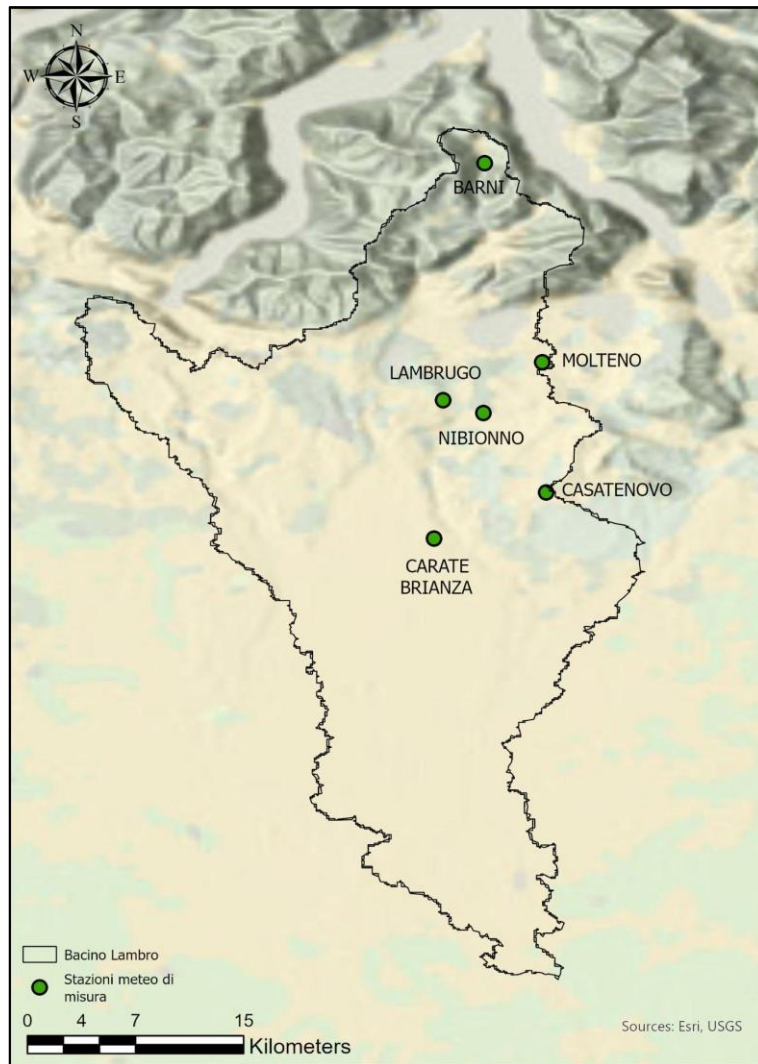 N
W E
S
BARNI
MOLTENO
LAMBRUGO
NIBIONNO
CASATENOVO
CARATE
BRIANZA
Bacino Lambro
Stazioni meteo di
misura
0 4 7 15
Kilometers
Sources: Esri, USGS